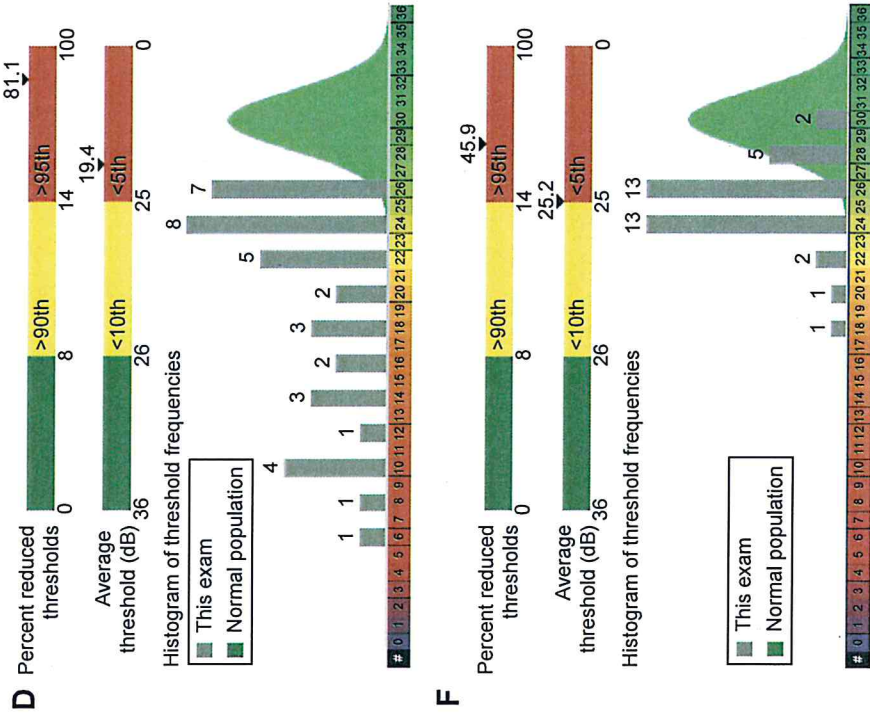 D
Percent reduced
thresholds
>90th
>95th
81.1
0
8
14
100
Average
threshold (dB)
<10th
<5th
19.4
36
26
25
0
Histogram of threshold frequencies
This exam
Normal population
1
1
4
1
3
2
3
2
5
8
7
# 0 1 2 3 4 5 6 7 8 9 10 11 12 13 14 15 16 17 18 19 20 21 22 23 24 25 26 27 28 29 30 31 32 33 34 35 36
F
Percent reduced
thresholds
>90th
>95th
45.9
0
8
14
100
Average
threshold (dB)
<10th
<5th
25.2
36
26
25
0
Histogram of threshold frequencies
This exam
Normal population
1
1
2
13
13
5
2
# 0 1 2 3 4 5 6 7 8 9 10 11 12 13 14 15 16 17 18 19 20 21 22 23 24 25 26 27 28 29 30 31 32 33 34 35 36